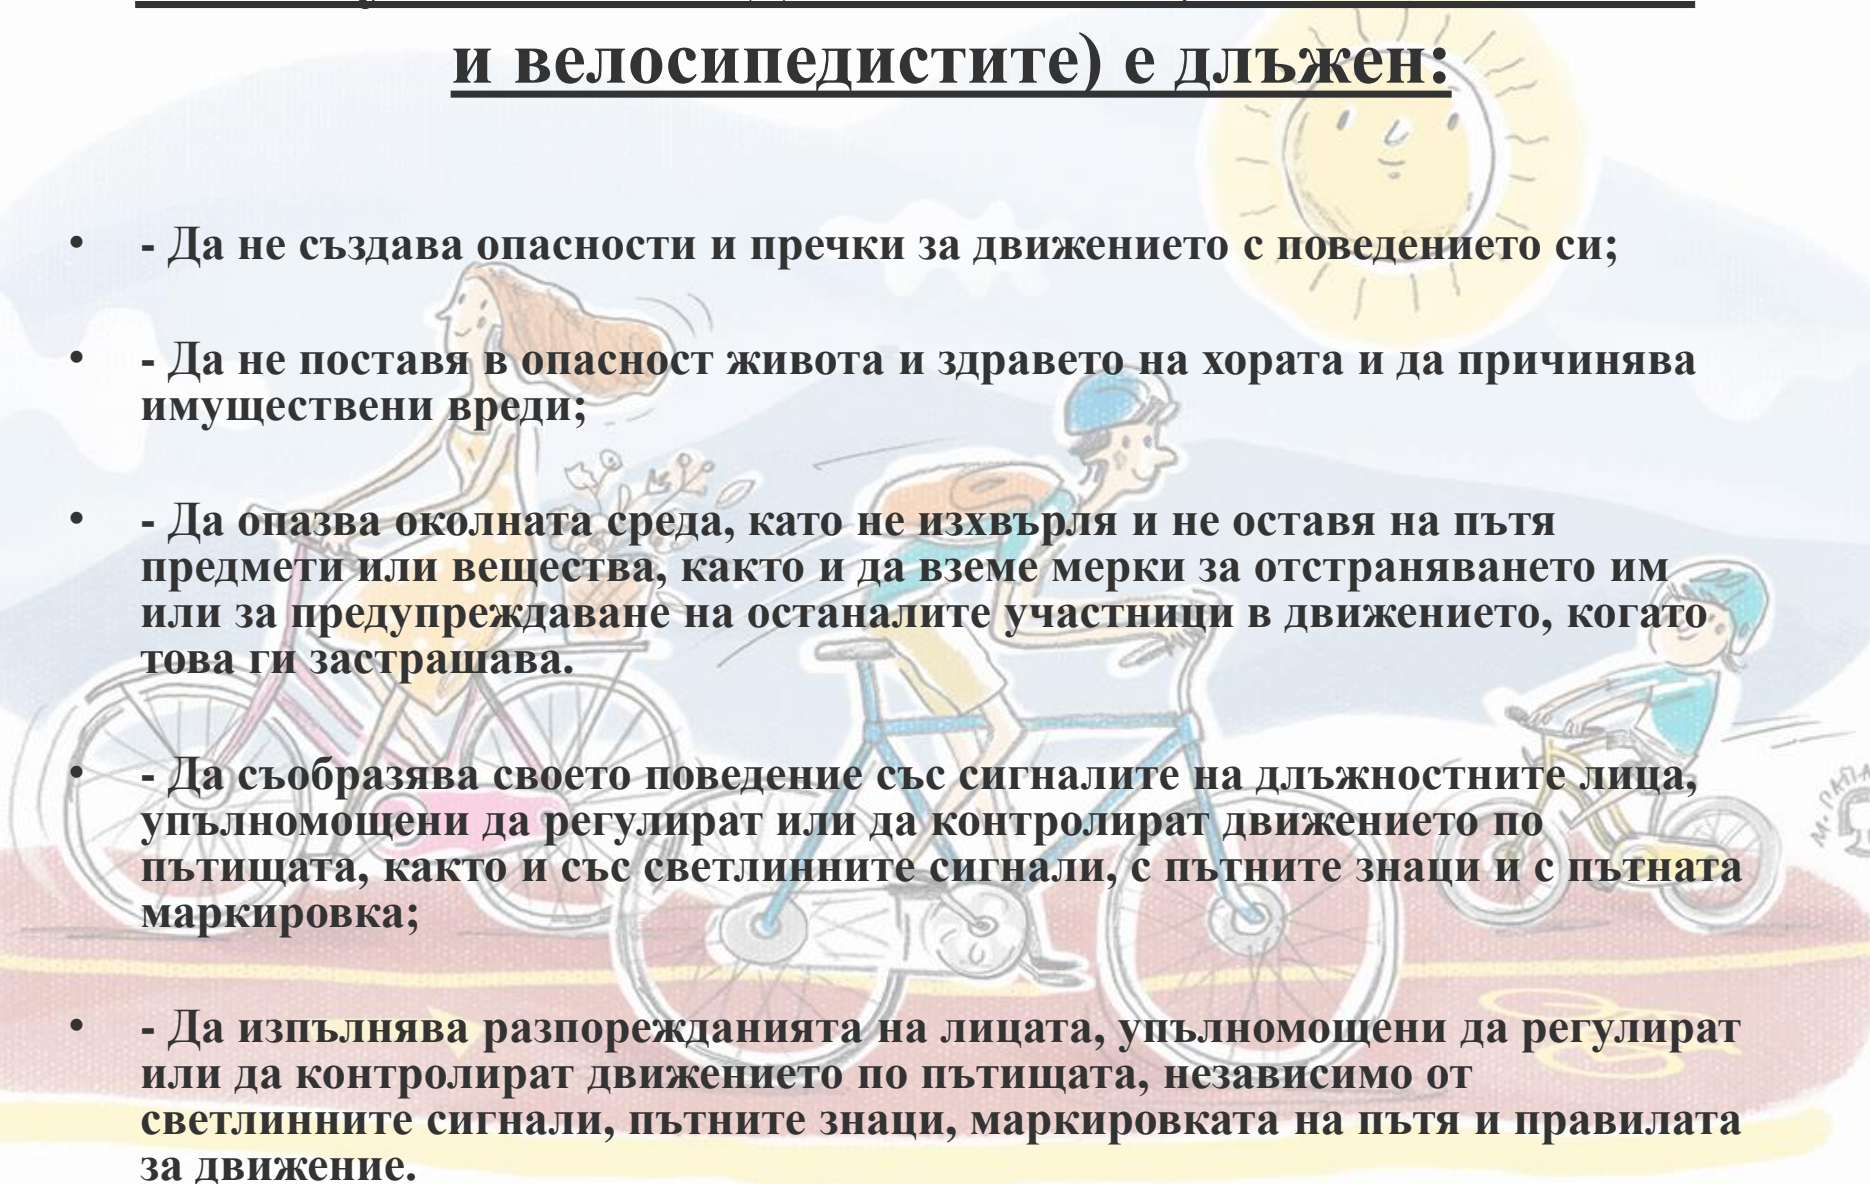 и велосипедистите) е длъжен:
• - Да не създава опасности и пречки за движението с поведението си;
• - Да не поставя в опасност живота и здравето на хората и да причинява
имуществени вреди;
• - Да опазва околната среда, като не изхвърля и не оставя на пътя
предмети или вещества, както и да вземе мерки за отстраняването им
или за предупреждаване на останалите участници в движението, когато
това ги застрашава.
• - Да съобразява своето поведение със сигналите на длъжностните лица,
упълномощени да регулират или да контролират движението по
пътищата, както и със светлинните сигнали, с пътните знаци и с пътната
маркировка;
• - Да изпълнява разпорежданията на лицата, упълномощени да регулират
или да контролират движението по пътищата, независимо от
светлинните сигнали, пътните знаци, маркировката на пътя и правилата
за движение.